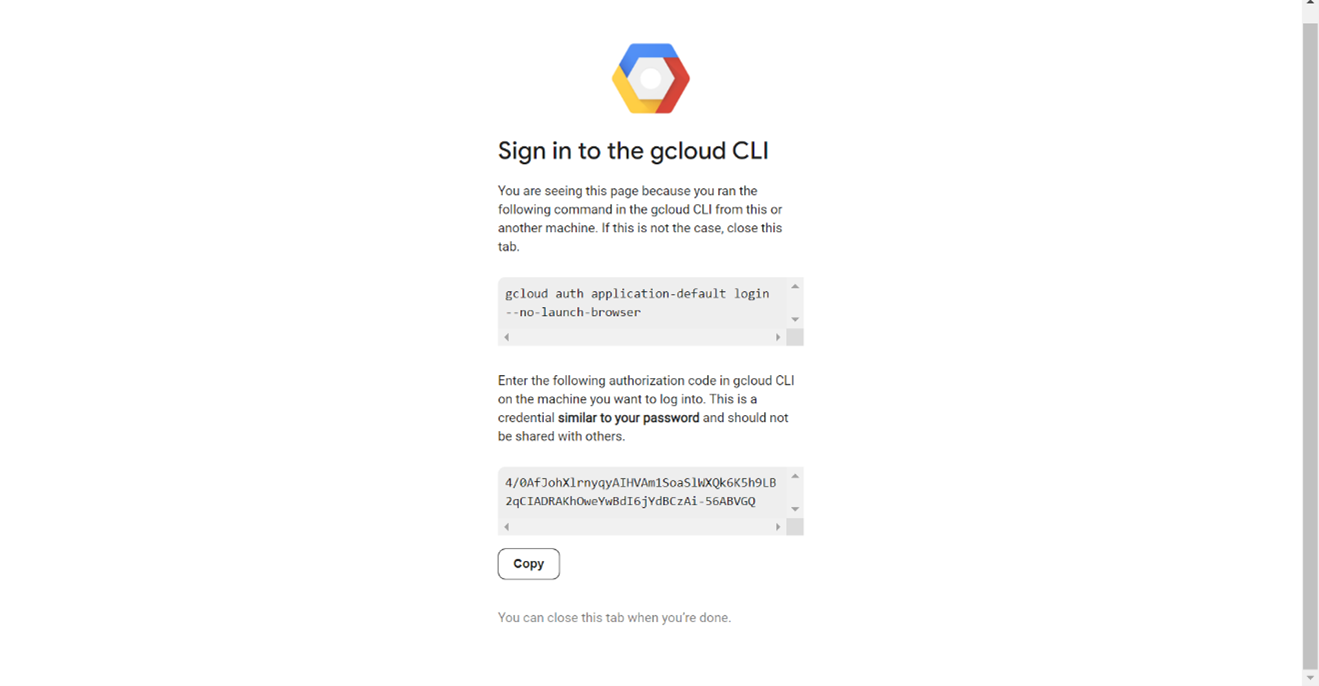 Sign in to the gcloud CLI
You are seeing this page because you ran the
following command in the gcloud CLI from this or
another machine. If this is not the case, close this
tab.
gcloud auth application-default login
--no-launch-browser
Enter the following authorization code in gcloud CLI
on the machine you want to log into. This is a
credential similar to your password and should not
be shared with others.
4/0AfJohXlrnyqyAIHVAm1SoaSlWXQk6K5h9LB
2qCIADRAKhOweYwBdI6jYdBCzAi-56ABVGQ
Copy
You can close this tab when you're done.